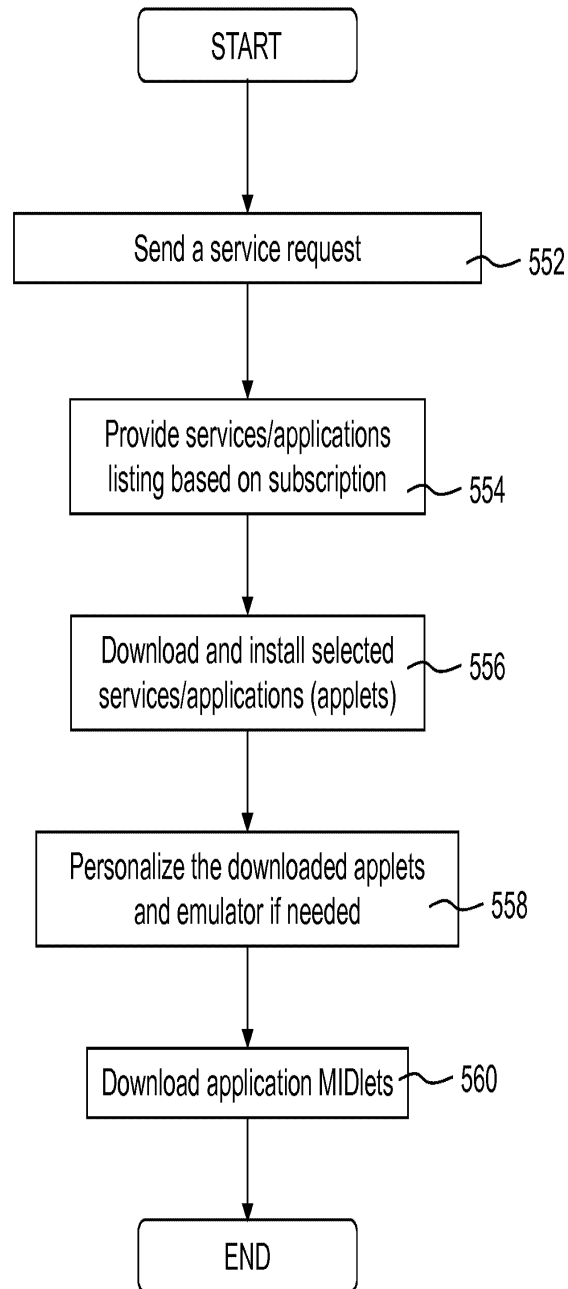 START
Send a service request
552
Provide services/applications
listing based on subscription
554
Download and install selected
services/applications (applets)
556
Personalize the downloaded applets
and emulator if needed
558
Download application MIDlets
560
END